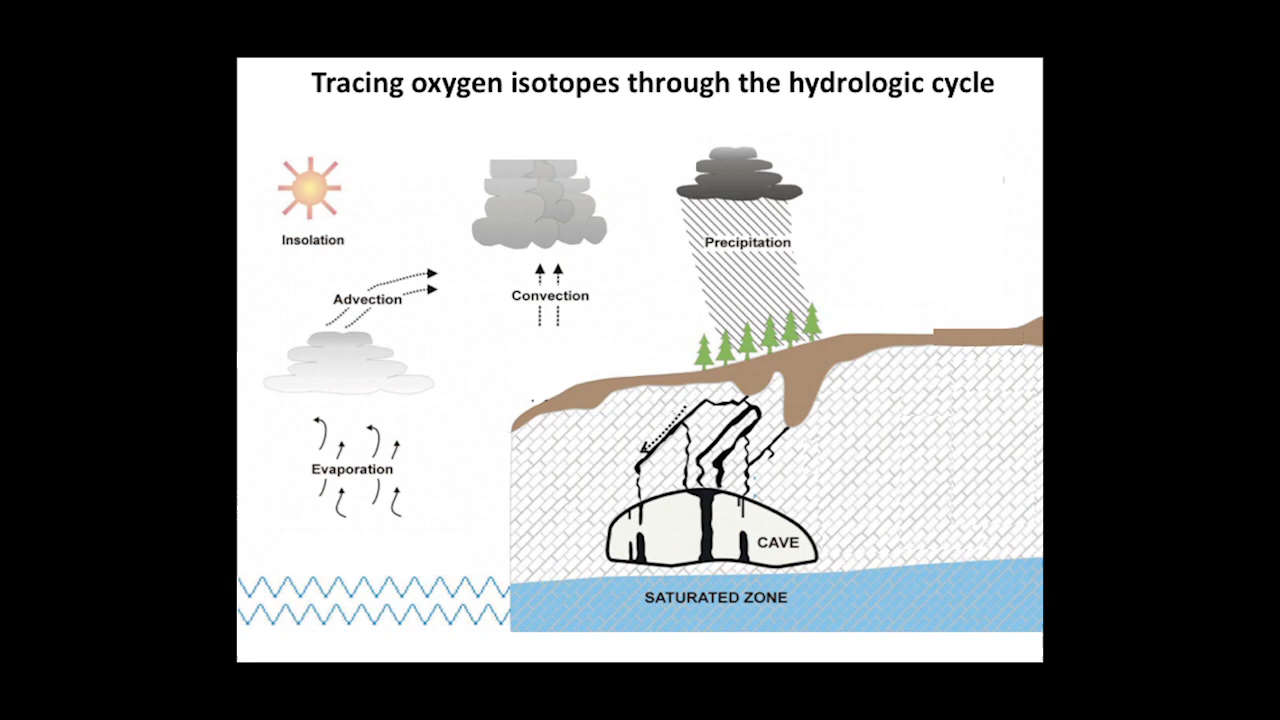 Tracing oxygen isotopes through the hydrologic cycle
Insolation
Precipitation
Advection
Convection
Evaporation
CAVE
SATURATED ZONE